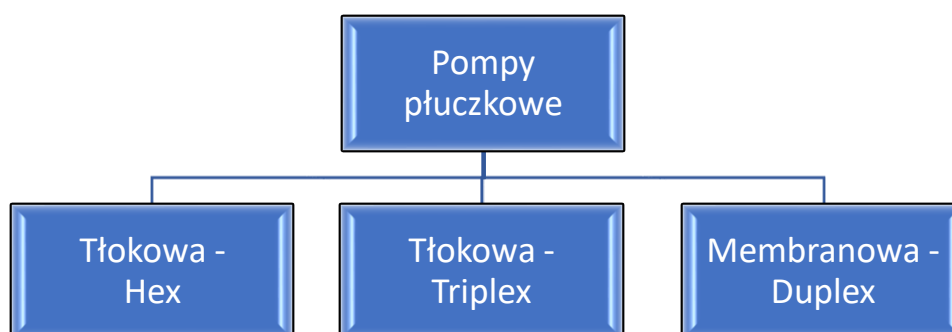 Pompy
płuczkowe
Tłokowa -
Hex
Tłokowa -
Triplex
Membranowa -
Duplex